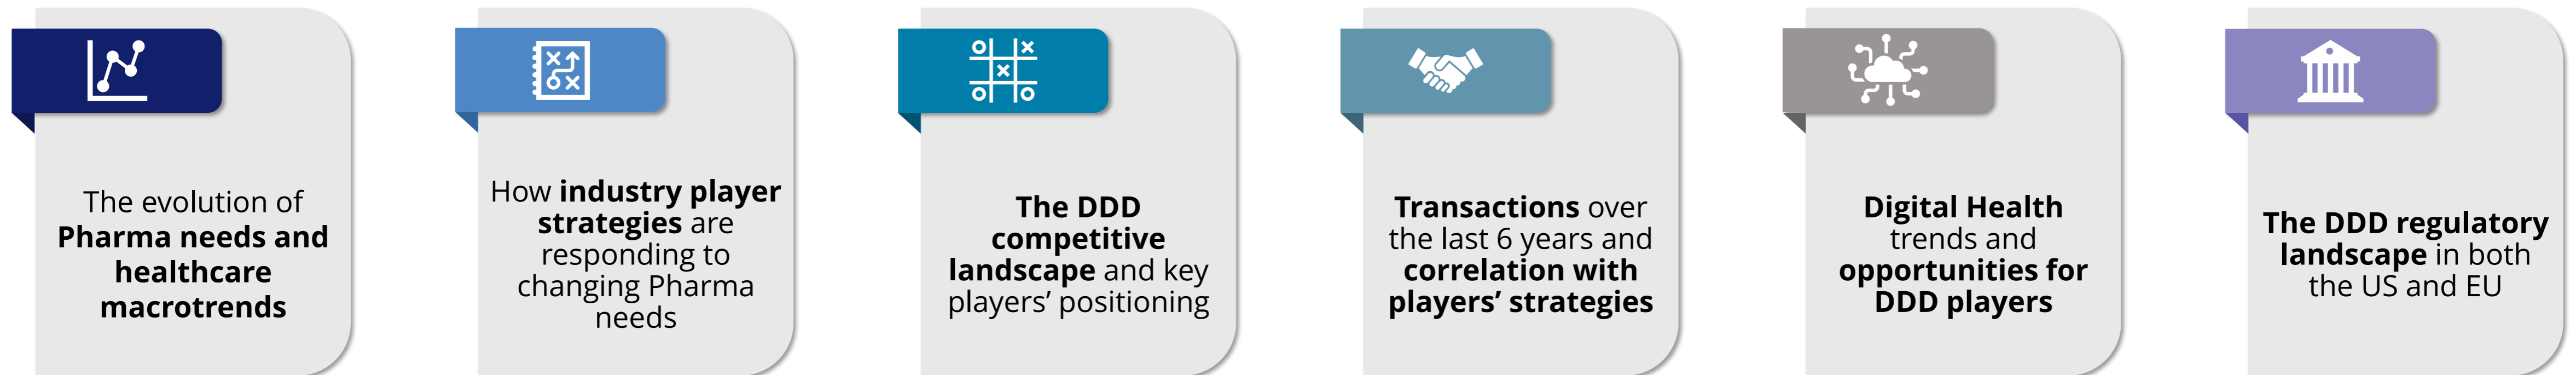 The evolution of
Pharma needs and
healthcare
macrotrends
How industry player
strategies are
responding to
changing Pharma
needs
The DDD
competitive
landscape and key
players’ positioning
Transactions over
the last 6 years and
correlation with
players’ strategies
Digital Health
trends and
opportunities for
DDD players
The DDD regulatory
landscape in both
the US and EU